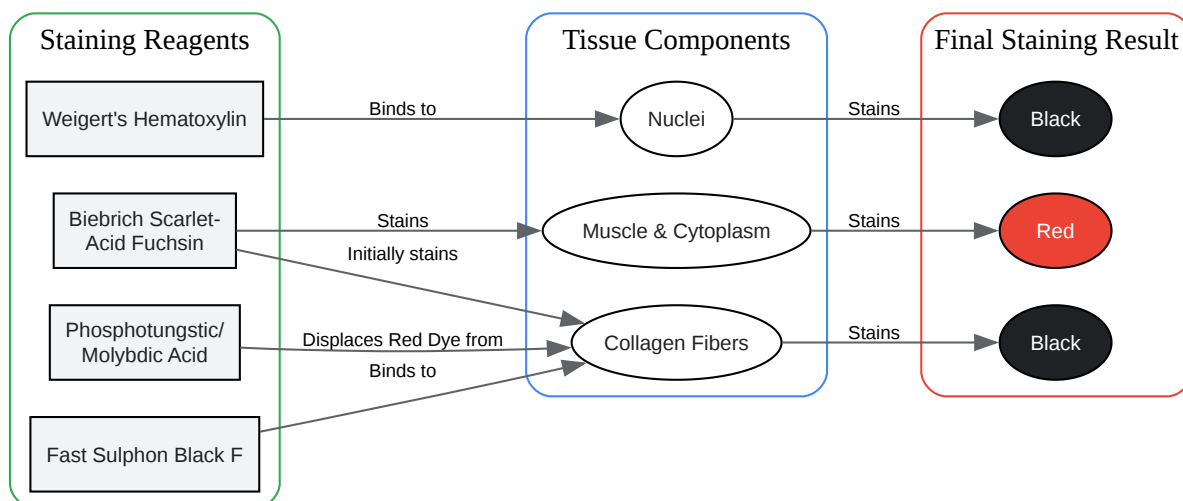 Staining Reagents
Tissue Components
Final Staining Result
Weigert's Hematoxylin
Binds to
Nuclei
Stains
Black
Biebrich Scarlet-
Acid Fuchsin
Stains
Initially stains
Muscle & Cytoplasm
Stains
Red
Phosphotungstic/
Molybdic Acid
Displaces Red Dye from
Binds to
Collagen Fibers
Stains
Black
Fast Sulphon Black F